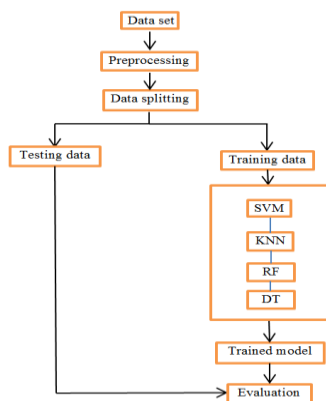 Data set
Preprocessing
Data splitting
Testing data
Training data
SVM
KNN
RF
DT
Trained model
Evaluation